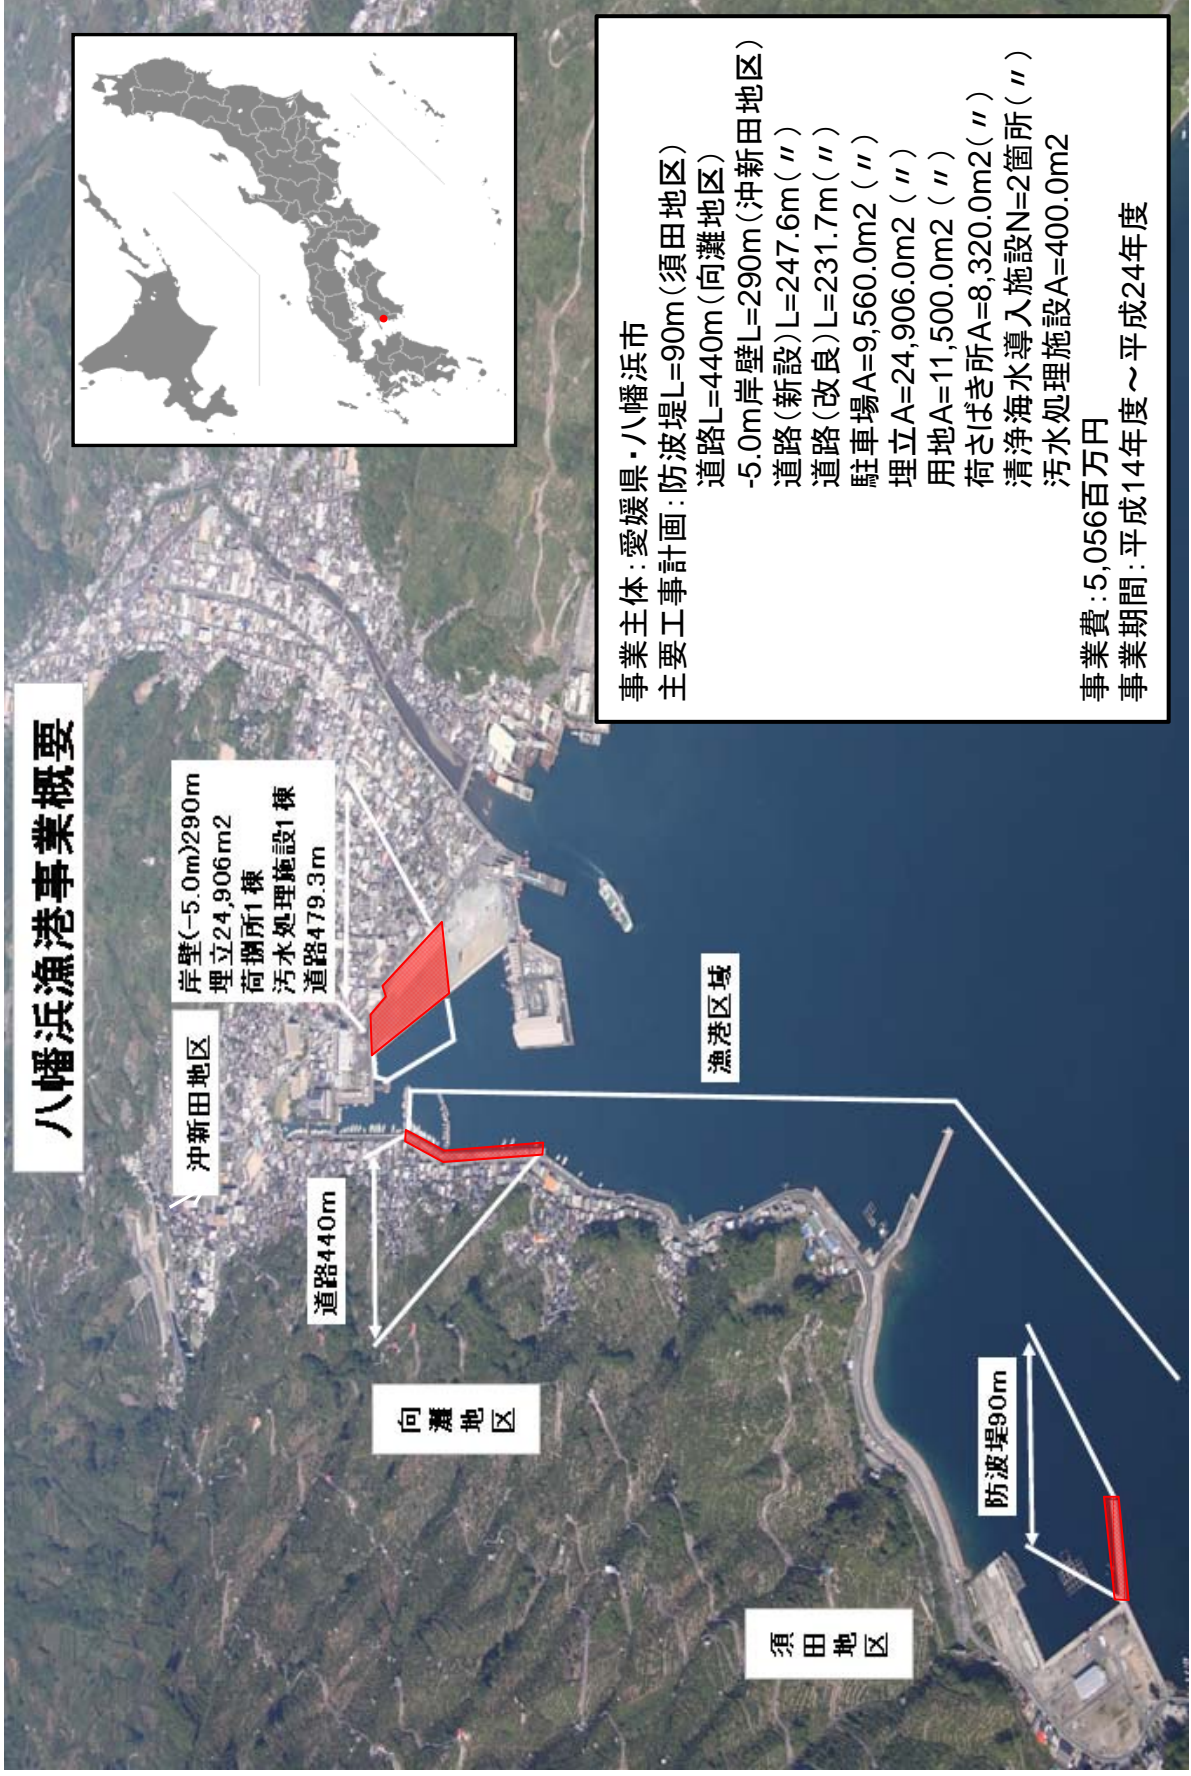 八幡浜漁港事業概要
沖新田地区
岸壁(-5.0m)290m
埋立24,906m2
荷捌所1棟
汚水処理施設1棟
道路479.3m
道路440m
向灘地区
漁港区域
防波堤90m
須田地区
事業主体:愛媛県・八幡浜市
主要工事計画:防波堤L=90m(須田地区)
道路L=440m(向灘地区)
-5.0m岸壁L=290m(沖新田地区)
道路(新設)L=247.6m(〃)
道路(改良)L=231.7m(〃)
駐車場A=9,560.0m2(〃)
埋立A=24,906.0m2(〃)
用地A=11,500.0m2(〃)
荷さばき所A=8,320.0m2(〃)
清浄海水導入施設N=2箇所(〃)
汚水処理施設A=400.0m2
事業費:5,056百万円
事業期間:平成14年度~平成24年度